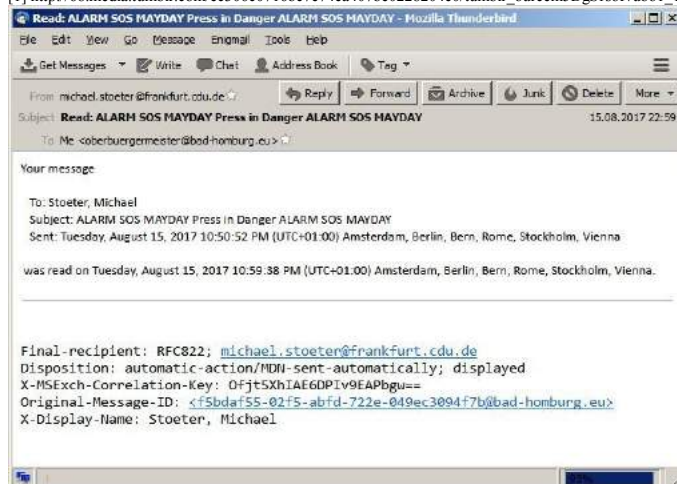 Read: ALARM SOS MAYDAY Press in Danger ALARM SOS MAYDAY - Mozilla Thunderbird
File Edit View Go Message Enigmail Tools Help
Get Messages Write Chat Address Book Tag
From michael.stoeter@frankfurt.cdu.de Reply Forward Archive Junk Delete More
Subject Read: ALARM SOS MAYDAY Press in Danger ALARM SOS MAYDAY 15.08.2017 22:59
To Me <oberbuergermeister@bad-homburg.eu>
Your message
To: Stoeter, Michael
Subject: ALARM SOS MAYDAY Press in Danger ALARM SOS MAYDAY
Sent: Tuesday, August 15, 2017 10:50:52 PM (UTC+01:00) Amsterdam, Berlin, Bern, Rome, Stockholm, Vienna
was read on Tuesday, August 15, 2017 10:59:38 PM (UTC+01:00) Amsterdam, Berlin, Bern, Rome, Stockholm, Vienna.
Final-recipient: RFC822; michael.stoeter@frankfurt.cdu.de
Disposition: automatic-action/MDN-sent-automatically; displayed
X-MSExch-Correlation-Key: Ofjt5XhIAE6DPIv9EAPbgw==
Original-Message-ID: <f5bdaf55-02f5-abfd-722e-049ec3094f7b@bad-homburg.eu>
X-Display-Name: Stoeter, Michael